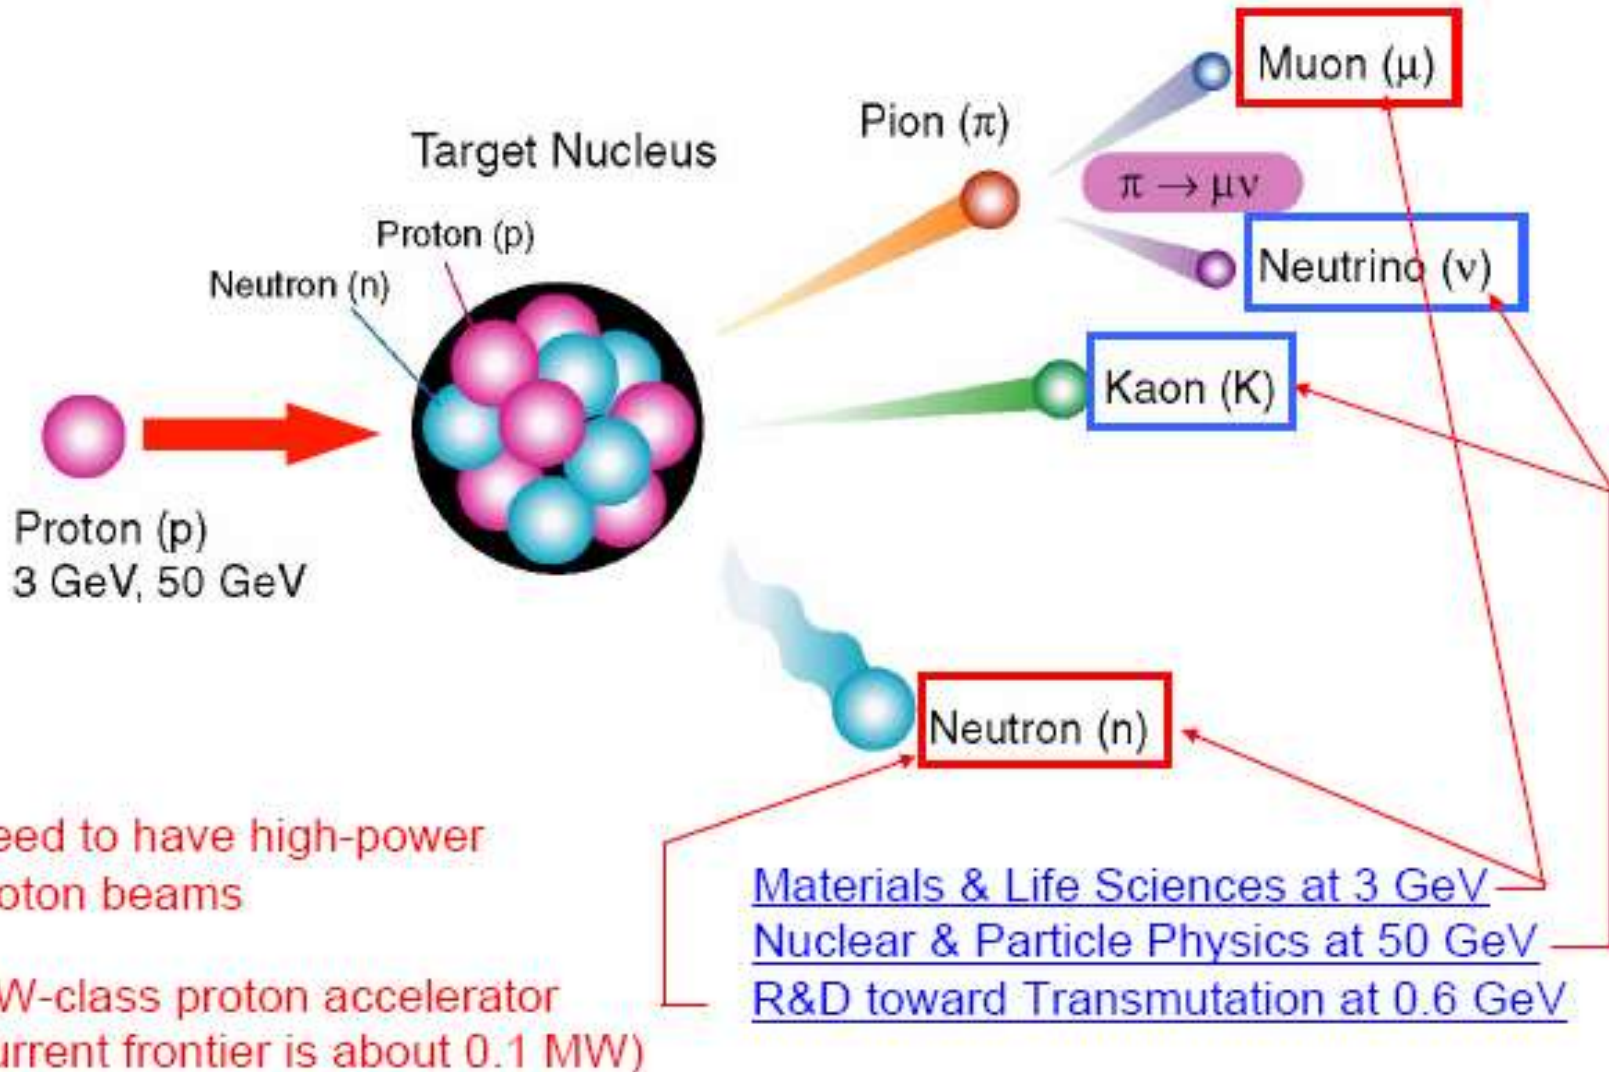 Muon (μ)
Pion (π)
Target Nucleus
π → μν
Proton (p)
Neutrino (ν)
Neutron (n)
Kaon (K)
Proton (p)
3 GeV, 50 GeV
Neutron (n)
eed to have high-power
oton beams
W-class proton accelerator
urrent frontier is about 0.1 MW)
Materials & Life Sciences at 3 GeV
Nuclear & Particle Physics at 50 GeV
R&D toward Transmutation at 0.6 GeV